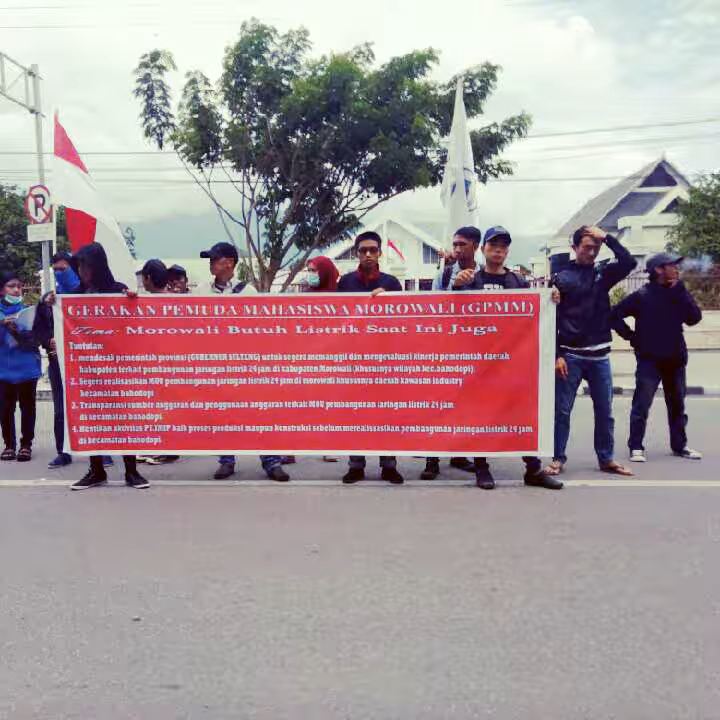 GERAKAN PEMUDA MAHASISWA MOROWALI (GPMM)
Tema: Morowali Butuh Listrik Saat Ini Juga
Tuntutan:
1. mendesak pemerintah provinsi (GUBERNUR SULTENG) untuk segera memanggil dan mengevaluasi kinerja pemerintah daerah
kabupaten terkait pembangunan jaringan listrik 24 jam. di kabupaten Morowali (khususnya wilayah kec.bahodopi).
2. Segera realisasikan MOU pembangunan jaringan listrik 24 jam di morowali khususnya daerah kawasan industry
kecamatan bahodopi
3. Transparansi sumber anggaran dan penggunaan anggaran terkait MOU pembangunan jaringan listrik 24 jam
di kecamatan bahodopi.
4. Hentikan aktivitas PT.IMIP baik proses produksi maupun konstruksi sebelum merealisasikan pembangunan jaringan listrik 24 jam
di kecamatan bahodopi.
P